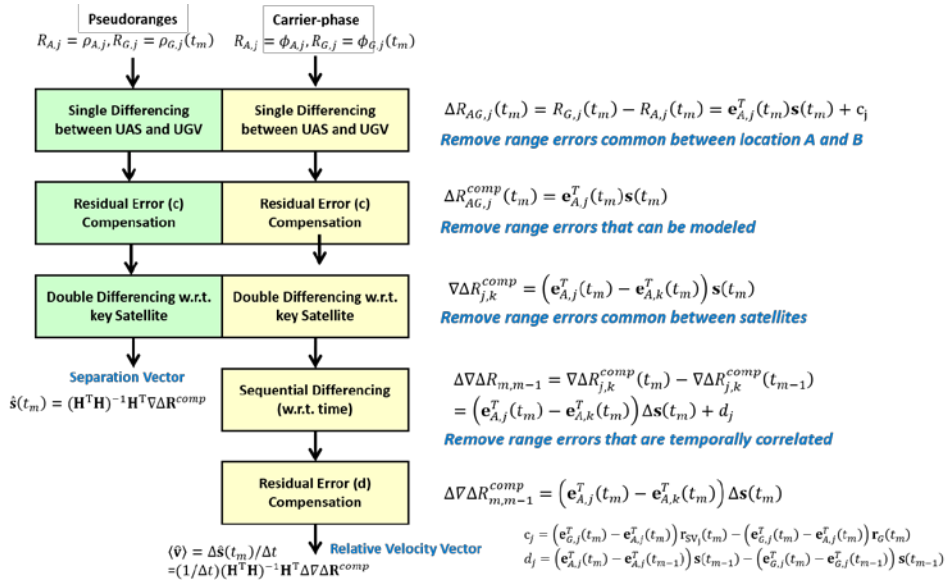 Pseudoranges
Carrier-phase
R_{A,j} = ρ_{A,j}, R_{G,j} = ρ_{G,j}(t_m)
R_{A,j} = ϕ_{A,j}, R_{G,j} = ϕ_{G,j}(t_m)
Single Differencing
between UAS and UGV
Single Differencing
between UAS and UGV
ΔR_{AG,j}(t_m) = R_{G,j}(t_m) − R_{A,j}(t_m) = e^T_{A,j}(t_m)s(t_m) + c_j
Remove range errors common between location A and B
Residual Error (c)
Compensation
Residual Error (c)
Compensation
ΔR^{comp}_{AG,j}(t_m) = e^T_{A,j}(t_m)s(t_m)
Remove range errors that can be modeled
Double Differencing w.r.t.
key Satellite
Double Differencing w.r.t.
key Satellite
∇ΔR^{comp}_{j,k} = (e^T_{A,j}(t_m) − e^T_{A,k}(t_m)) s(t_m)
Remove range errors common between satellites
Separation Vector
ŝ(t_m) = (H^T H)^{−1}H^T∇ΔR^{comp}
Sequential Differencing
(w.r.t. time)
Δ∇ΔR_{m,m−1} = ∇ΔR^{comp}_{j,k}(t_m) − ∇ΔR^{comp}_{j,k}(t_{m−1})
= (e^T_{A,j}(t_m) − e^T_{A,k}(t_m)) Δs(t_m) + d_j
Remove range errors that are temporally correlated
Residual Error (d)
Compensation
Δ∇ΔR^{comp}_{m,m−1} = (e^T_{A,j}(t_m) − e^T_{A,k}(t_m)) Δs(t_m)
⟨v̂⟩ = Δŝ(t_m)/Δt
=(1/Δt)(H^T H)^{−1}H^TΔ∇ΔR^{comp}
Relative Velocity Vector
c_j = (e^T_{G,j}(t_m) − e^T_{A,j}(t_m)) r_{SV_j}(t_m) − (e^T_{G,j}(t_m) − e^T_{A,j}(t_m)) r_G(t_m)
d_j = (e^T_{A,j}(t_m) − e^T_{A,j}(t_{m−1})) s(t_{m−1}) − (e^T_{G,j}(t_m) − e^T_{G,j}(t_{m−1})) s(t_{m−1})